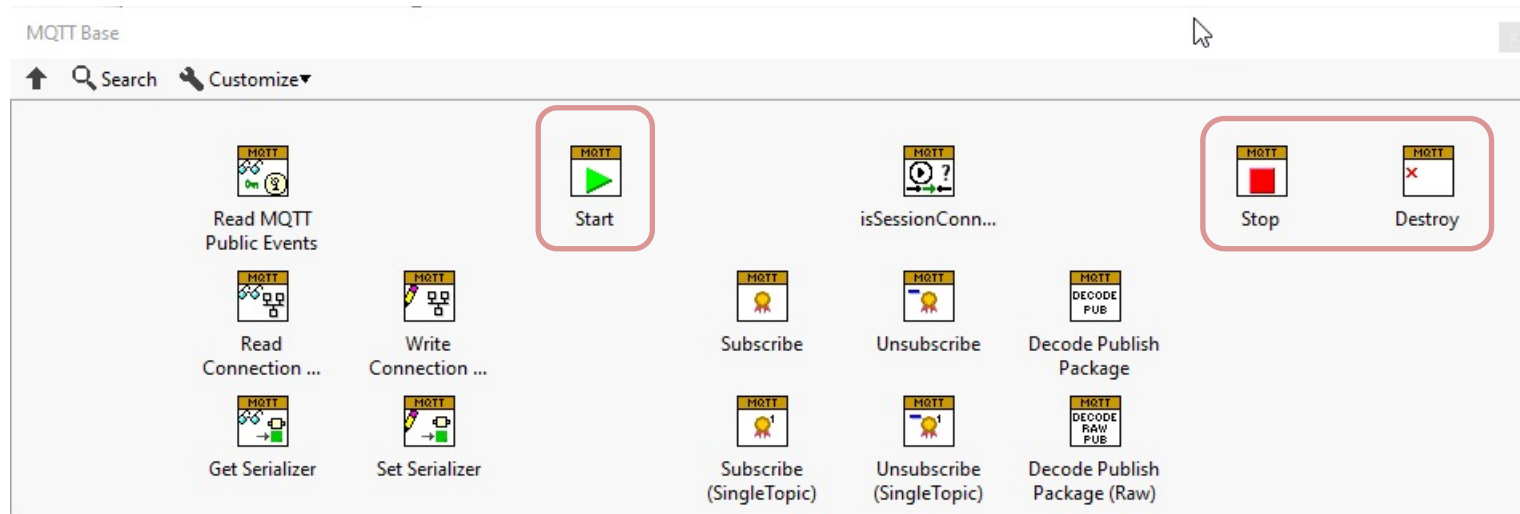 MQTT Base
Search Customize
MQTT MQTT MQTT ? MQTT MQTT
Read MQTT
Public Events
Start isSessionConn... Stop Destroy
MQTT MQTT MQTT MQTT MQTT
DECODE
PUB
Read
Connection ...
Write
Connection ...
Subscribe
Unsubscribe
Decode Publish
Package
MQTT MQTT MQTT MQTT MQTT
1 1 DECODE
RAW
PUB
Get Serializer
Set Serializer
Subscribe
(SingleTopic)
Unsubscribe
(SingleTopic)
Decode Publish
Package (Raw)